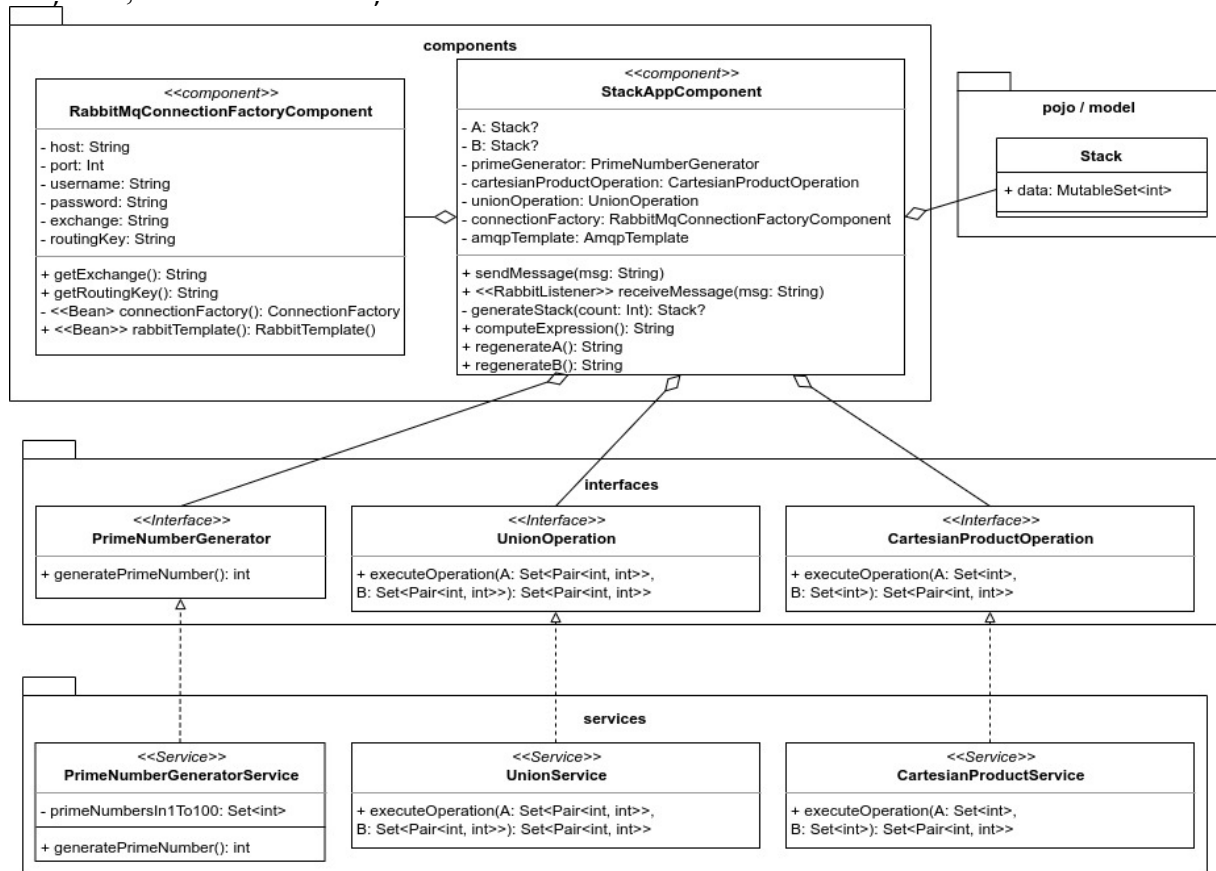 components
<<component>>
RabbitMqConnectionFactoryComponent
- host: String
- port: Int
- username: String
- password: String
- exchange: String
- routingKey: String
+ getExchange(): String
+ getRoutingKey(): String
- <<Bean> connectionFactory(): ConnectionFactory
+ <<Bean>> rabbitTemplate(): RabbitTemplate()
<<component>>
StackAppComponent
- A: Stack?
- B: Stack?
- primeGenerator: PrimeNumberGenerator
- cartesianProductOperation: CartesianProductOperation
- unionOperation: UnionOperation
- connectionFactory: RabbitMqConnectionFactoryComponent
- amqpTemplate: AmqpTemplate
+ sendMessage(msg: String)
+ <<RabbitListener>> receiveMessage(msg: String)
- generateStack(count: Int): Stack?
+ computeExpression(): String
+ regenerateA(): String
+ regenerateB(): String
pojo / model
Stack
+ data: MutableSet<int>
interfaces
<<Interface>>
PrimeNumberGenerator
+ generatePrimeNumber(): int
<<Interface>>
UnionOperation
+ executeOperation(A: Set<Pair<int, int>>,
B: Set<Pair<int, int>>): Set<Pair<int, int>>
<<Interface>>
CartesianProductOperation
+ executeOperation(A: Set<int>,
B: Set<int>): Set<Pair<int, int>>
services
<<Service>>
PrimeNumberGeneratorService
- primeNumbersIn1To100: Set<int>
+ generatePrimeNumber(): int
<<Service>>
UnionService
+ executeOperation(A: Set<Pair<int, int>>,
B: Set<Pair<int, int>>): Set<Pair<int, int>>
<<Service>>
CartesianProductService
+ executeOperation(A: Set<int>,
B: Set<int>): Set<Pair<int, int>>